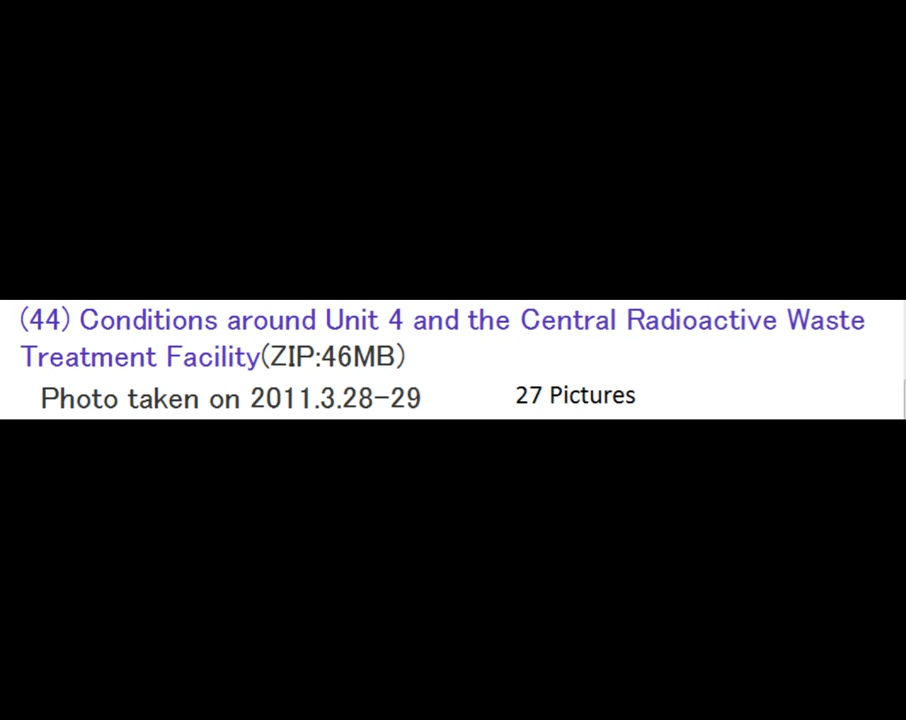 (44) Conditions around Unit 4 and the Central Radioactive Waste
Treatment Facility(ZIP:46MB)
Photo taken on 2011.3.28-29 27 Pictures